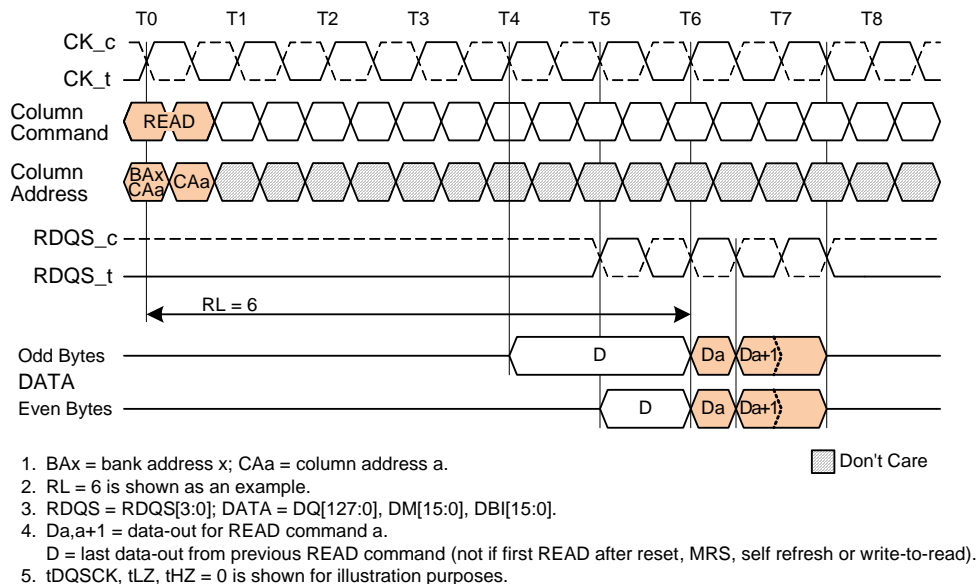 T0 T1 T2 T3 T4 T5 T6 T7 T8
CK_c
CK_t
Column
Command
READ
Column
Address
BAx
CAa
CAa
RDQS_c
RDQS_t
RL = 6
Odd Bytes
D Da Da+1
DATA
Even Bytes
D Da Da+1
Don't Care
1. BAx = bank address x; CAa = column address a.
2. RL = 6 is shown as an example.
3. RDQS = RDQS[3:0]; DATA = DQ[127:0], DM[15:0], DBI[15:0].
4. Da,a+1 = data-out for READ command a.
D = last data-out from previous READ command (not if first READ after reset, MRS, self refresh or write-to-read).
5. tDQSCK, tLZ, tHZ = 0 is shown for illustration purposes.